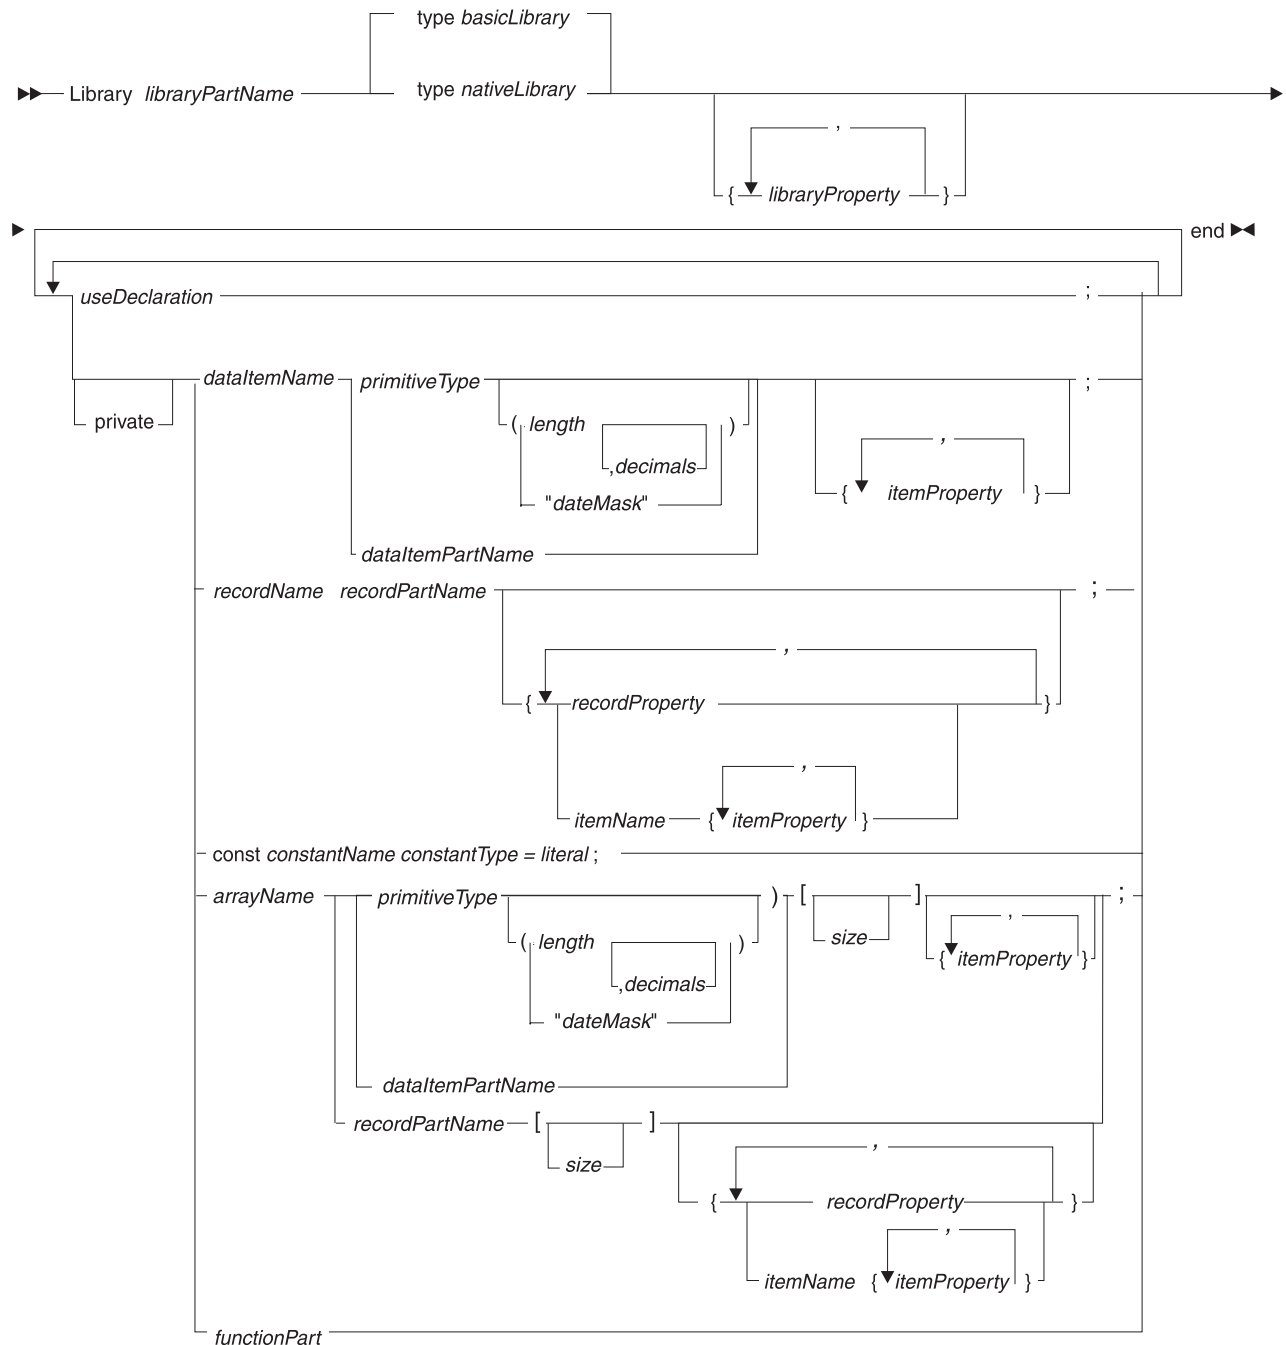 type basicLibrary
Library libraryPartName type nativeLibrary
,
{ libraryProperty }
end
useDeclaration ;
dataItemName primitiveType ;
private ( length )
,decimals , 
{ itemProperty }
"dateMask"
dataItemPartName
recordName recordPartName ;
,
{ recordProperty }
,
itemName { itemProperty }
const constantName constantType = literal ;
arrayName primitiveType ) [ ] ;
size ,
( length ) { itemProperty }
,decimals
"dateMask"
dataItemPartName
recordPartName [ ]
size ,
{ recordProperty }
,
itemName { itemProperty }
functionPart